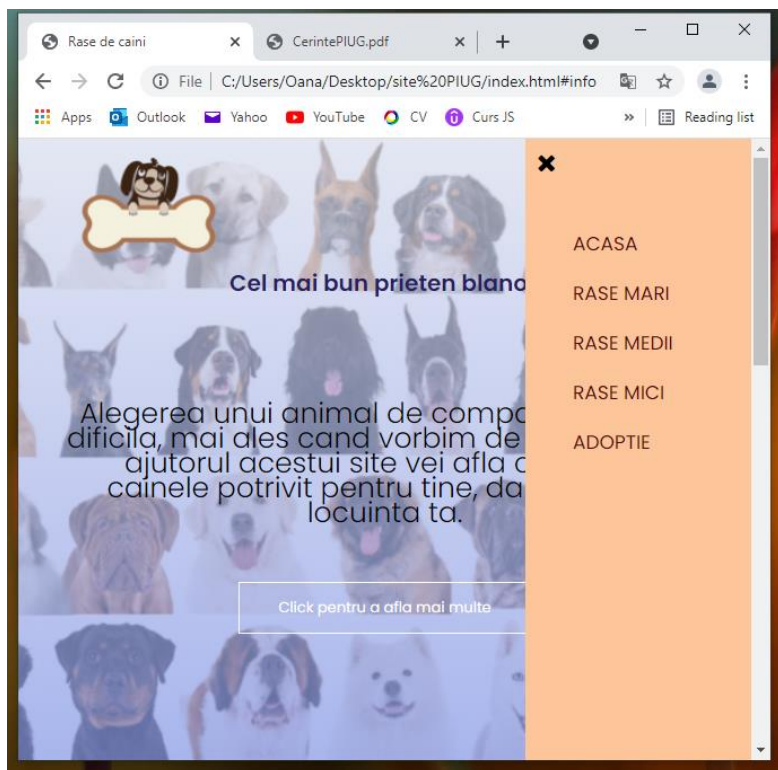 Rase de caini
CerintePIUG.pdf
File | C:/Users/Oana/Desktop/site%20PIUG/index.html#info
Apps Outlook Yahoo YouTube CV Curs JS » Reading list
ACASA
RASE MARI
RASE MEDII
RASE MICI
ADOPTIE
Cel mai bun prieten blano
Alegerea unui animal de compa
dificila, mai ales cand vorbim de
ajutorul acestui site vei afla c
cainele potrivit pentru tine, da
locuinta ta.
Click pentru a afla mai multe